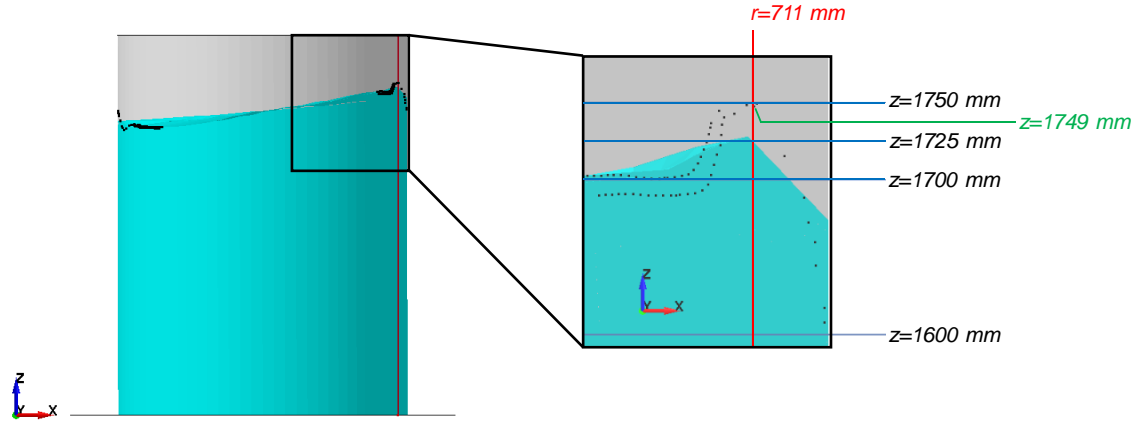 r=711 mm
z=1750 mm
z=1749 mm
z=1725 mm
z=1700 mm
Z
Y X
z=1600 mm
Z
Y X